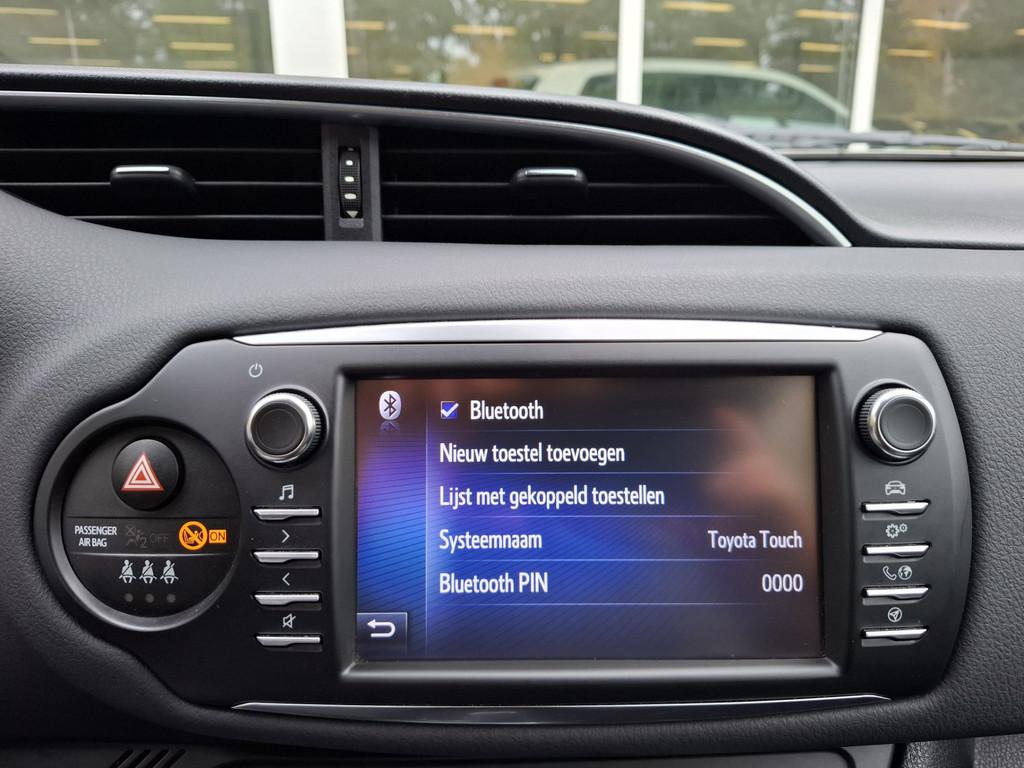 Bluetooth
Nieuw toestel toevoegen
Lijst met gekoppeld toestellen
Systeemnaam Toyota Touch
Bluetooth PIN 0000
PASSENGER
AIR BAG
2 OFF
ON